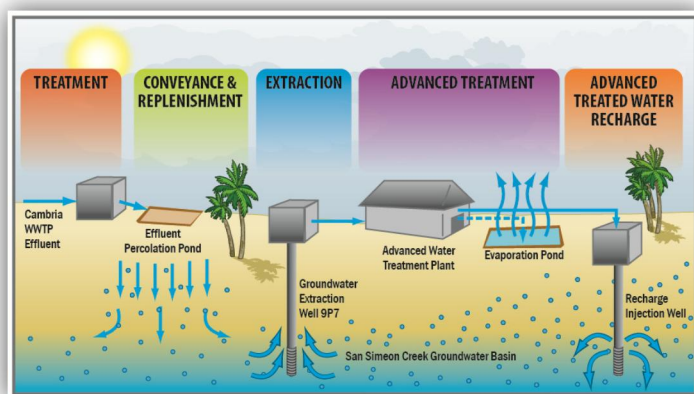 TREATMENT
CONVEYANCE &
REPLENISHMENT
EXTRACTION
ADVANCED TREATMENT
ADVANCED
TREATED WATER
RECHARGE
Cambria
WWTP
Effluent
Effluent
Percolation Pond
Groundwater
Extraction
Well 9P7
Advanced Water
Treatment Plant
Evaporation Pond
Recharge
Injection Well
San Simeon Creek Groundwater Basin